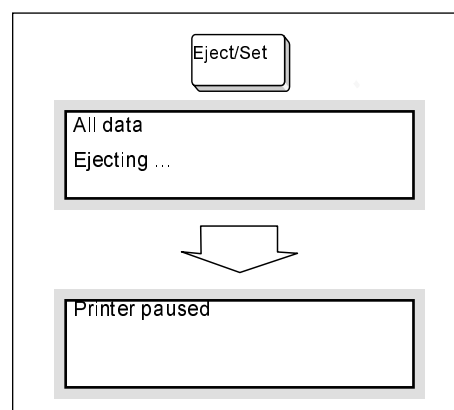 Eject/Set
All data
Ejecting ...
Printer paused